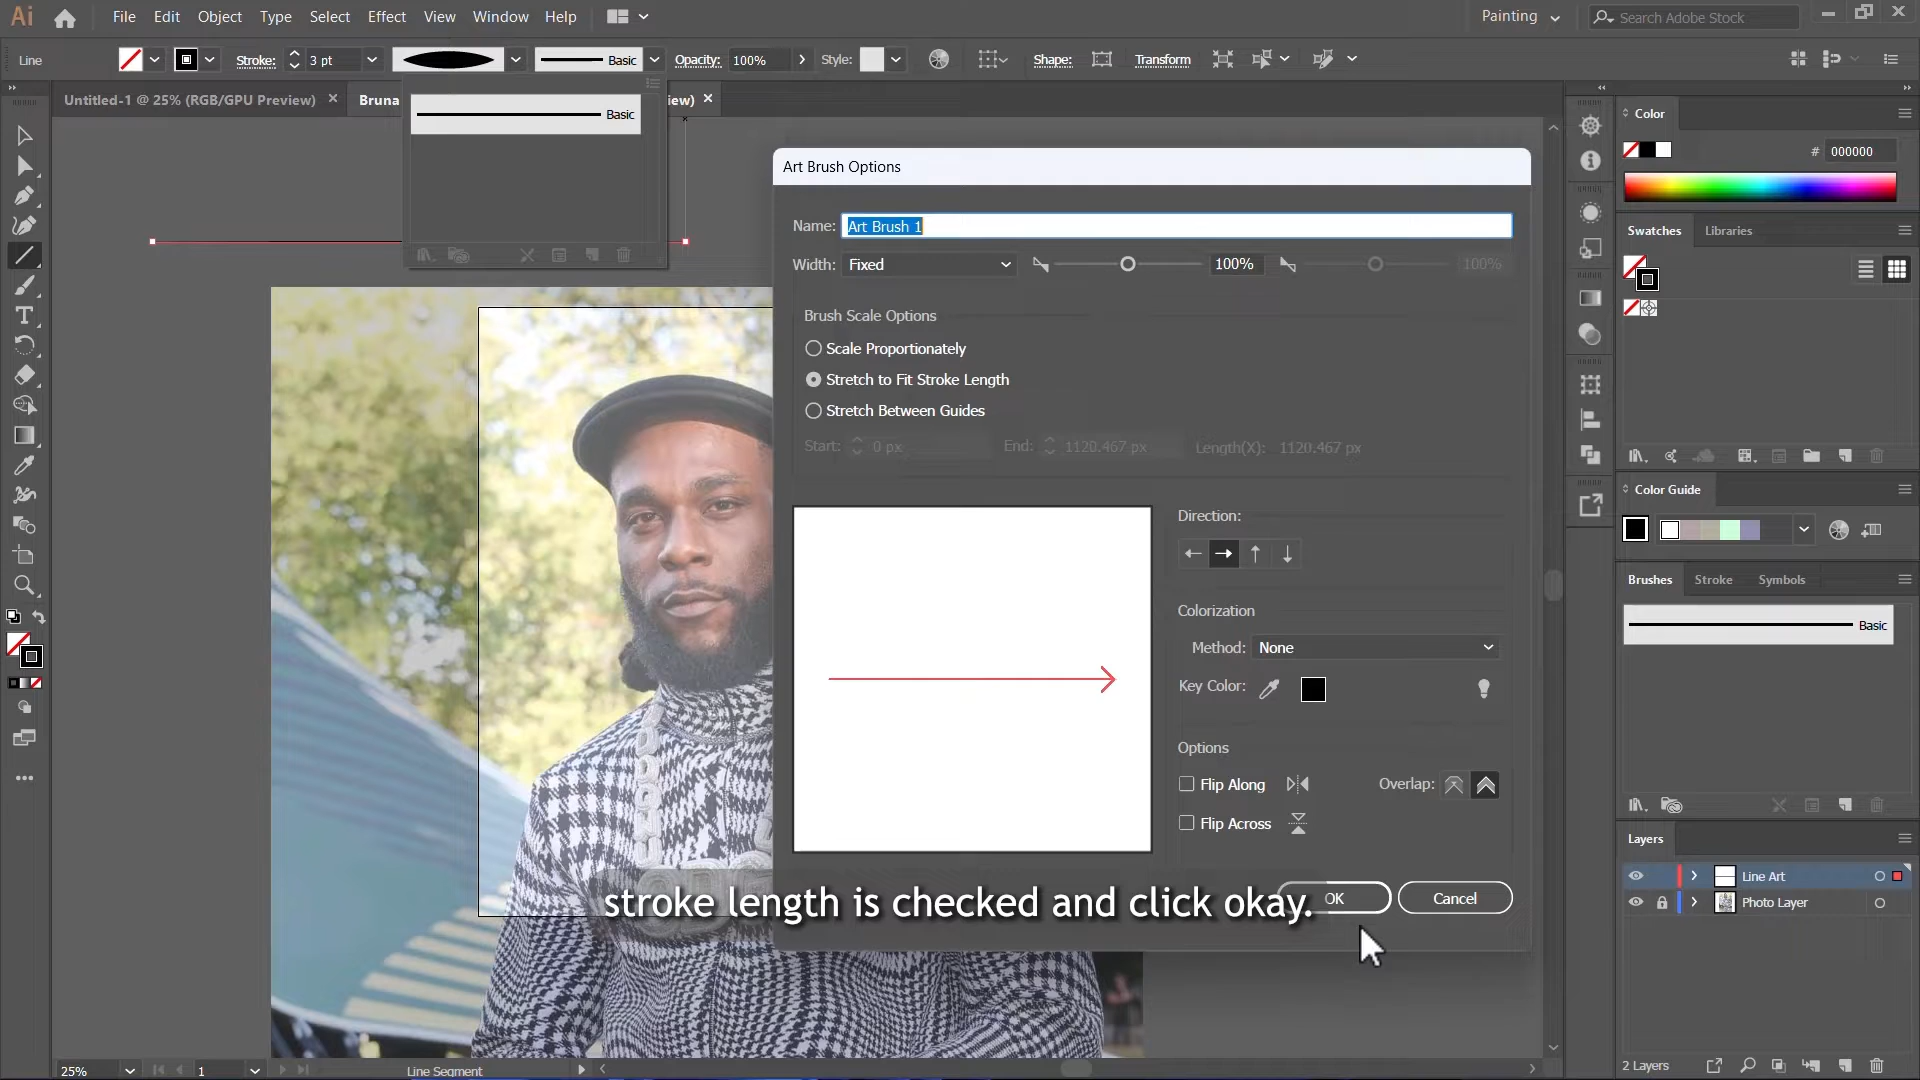 Ai File Edit Object Type Select Effect View Window Help Painting Search Adobe Stock
Line Stroke: 3 pt Basic Opacity: 100% Style: Shape: Transform
Untitled-1 @ 25% (RGB/GPU Preview) × Bruna ew) ×
Basic
Art Brush Options
Name: Art Brush 1
Width: Fixed 100% 100%
Brush Scale Options
Scale Proportionately
Stretch to Fit Stroke Length
Stretch Between Guides
Start: 0 px End: 1120.467 px Length(X): 1120.467 px
Direction:
Colorization
Method: None
Key Color:
Options
Flip Along Overlap:
Flip Across
OK Cancel
stroke length is checked and click okay.
Color
# 000000
Swatches Libraries
Color Guide
Brushes Stroke Symbols
Basic
Layers
Line Art
Photo Layer
2 Layers
25% 1 Line Segment